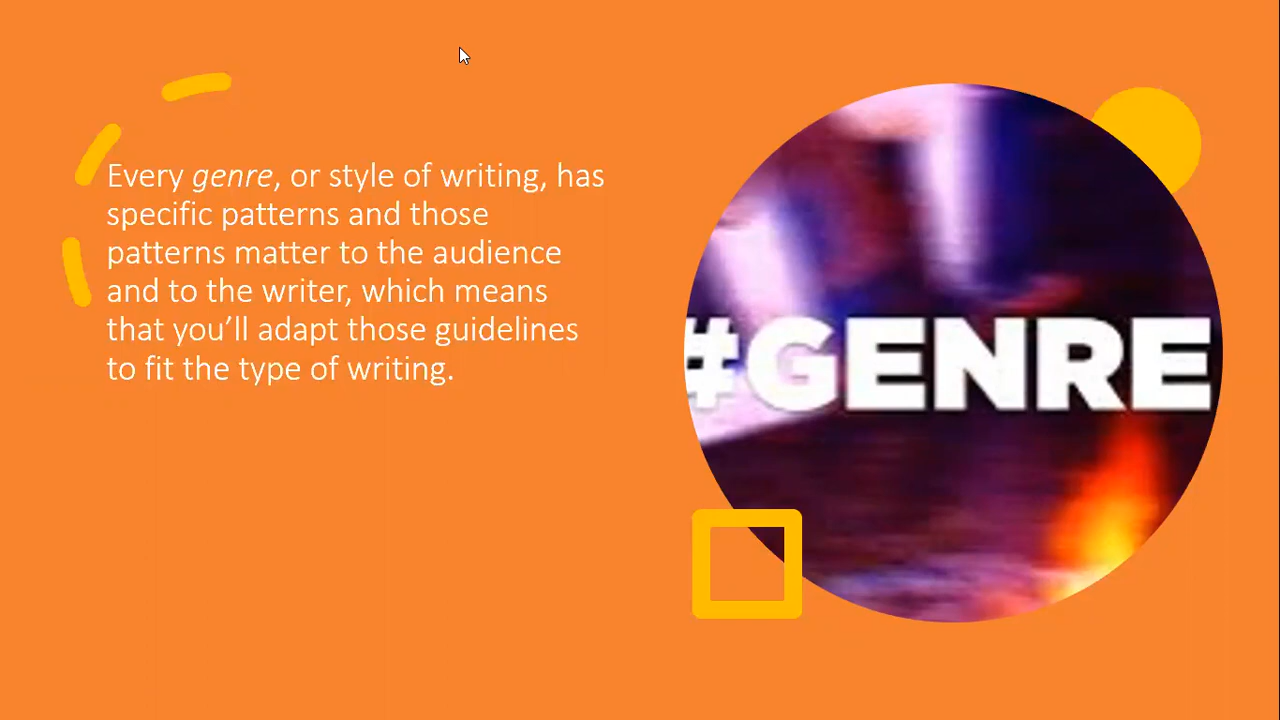 Every genre, or style of writing, has
specific patterns and those
patterns matter to the audience
and to the writer, which means
that you’ll adapt those guidelines
to fit the type of writing.
#GENRE